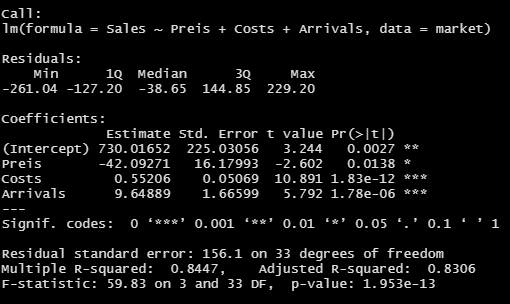 Call:
lm(formula = Sales ~ Preis + Costs + Arrivals, data = market)
Residuals:
Min 1Q Median 3Q Max
-261.04 -127.20 -38.65 144.85 229.20
Coefficients:
Estimate Std. Error t value Pr(>|t|)
(Intercept) 730.01652 225.03056 3.244 0.0027 **
Preis -42.09271 16.17993 -2.602 0.0138 *
Costs 0.55206 0.05069 10.891 1.83e-12 ***
Arrivals 9.64889 1.66599 5.792 1.78e-06 ***
---
Signif. codes: 0 ‘***’ 0.001 ‘**’ 0.01 ‘*’ 0.05 ‘.’ 0.1 ‘ ’ 1
Residual standard error: 156.1 on 33 degrees of freedom
Multiple R-squared: 0.8447, Adjusted R-squared: 0.8306
F-statistic: 59.83 on 3 and 33 DF, p-value: 1.953e-13